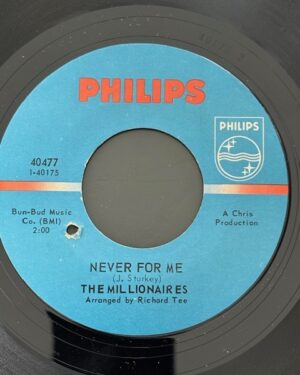 PHILIPS
PHILIPS
40477
1-40175
Bun-Bud Music
Co. (BMI)
2:00
A Chris
Production
NEVER FOR ME
(J. Sturkey)
THE MILLIONAIRES
Arranged by Richard Tee